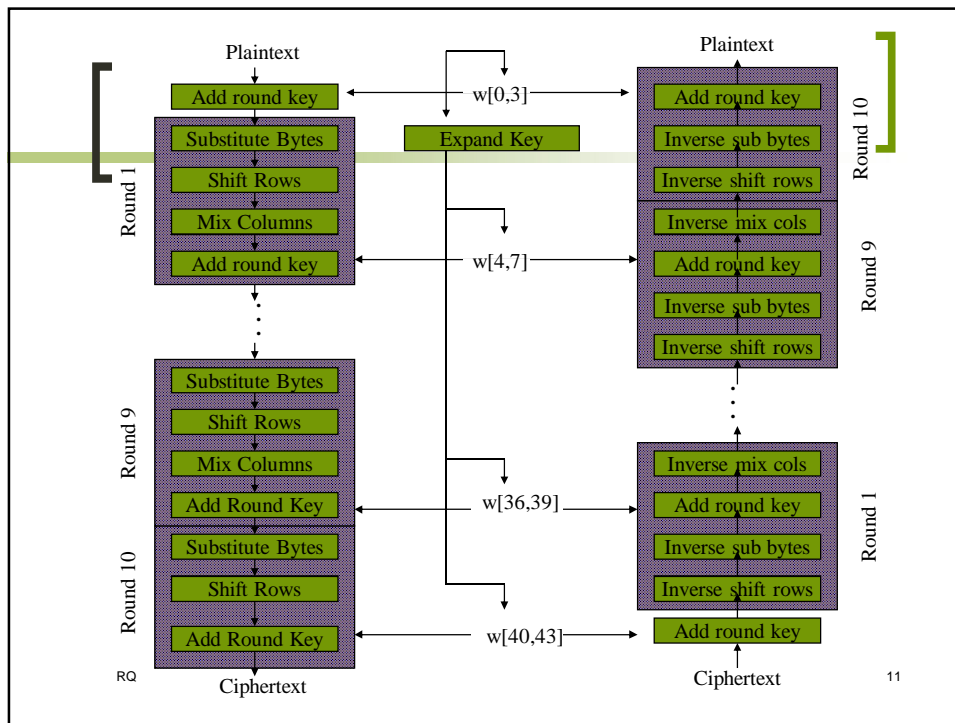 Plaintext
Add round key
Substitute Bytes
Shift Rows
Mix Columns
Add round key
Round 1
. . .
Substitute Bytes
Shift Rows
Mix Columns
Add Round Key
Round 9
Substitute Bytes
Shift Rows
Add Round Key
Round 10
Ciphertext
w[0,3]
Expand Key
w[4,7]
w[36,39]
w[40,43]
Plaintext
Add round key
Inverse sub bytes
Inverse shift rows
Round 10
Inverse mix cols
Add round key
Inverse sub bytes
Inverse shift rows
Round 9
. . .
Inverse mix cols
Add round key
Inverse sub bytes
Inverse shift rows
Round 1
Add round key
Ciphertext
RQ
11